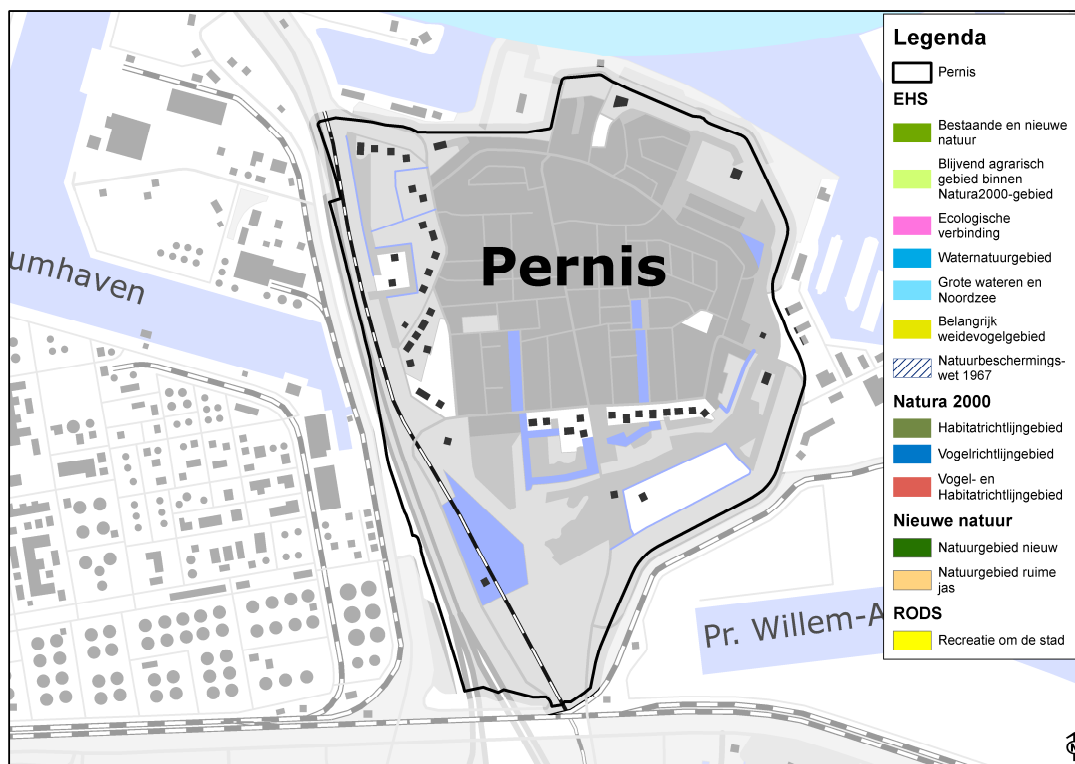 umhaven
Pernis
Pr. Willem-A
Legenda
Pernis
EHS
Bestaande en nieuwe
natuur
Blijvend agrarisch
gebied binnen
Natura2000-gebied
Ecologische
verbinding
Waternatuurgebied
Grote wateren en
Noordzee
Belangrijk
weidevogelgebied
Natuurbeschermings-
wet 1967
Natura 2000
Habitatrichtlijngebied
Vogelrichtlijngebied
Vogel- en
Habitatrichtlijngebied
Nieuwe natuur
Natuurgebied nieuw
Natuurgebied ruime
jas
RODS
Recreatie om de stad